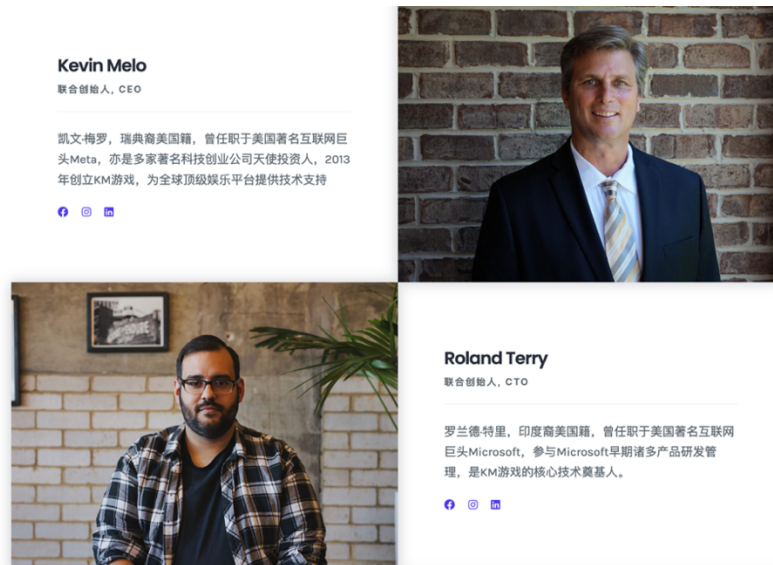 Kevin Melo
联合创始人, CEO
凯文·梅罗，瑞典裔美国籍，曾任职于美国著名互联网巨
头Meta，亦是多家著名科技创业公司天使投资人，2013
年创立KM游戏，为全球顶级娱乐平台提供技术支持
Roland Terry
联合创始人, CTO
罗兰德·特里，印度裔美国籍，曾任职于美国著名互联网
巨头Microsoft，参与Microsoft早期诸多产品研发管
理，是KM游戏的核心技术奠基人。